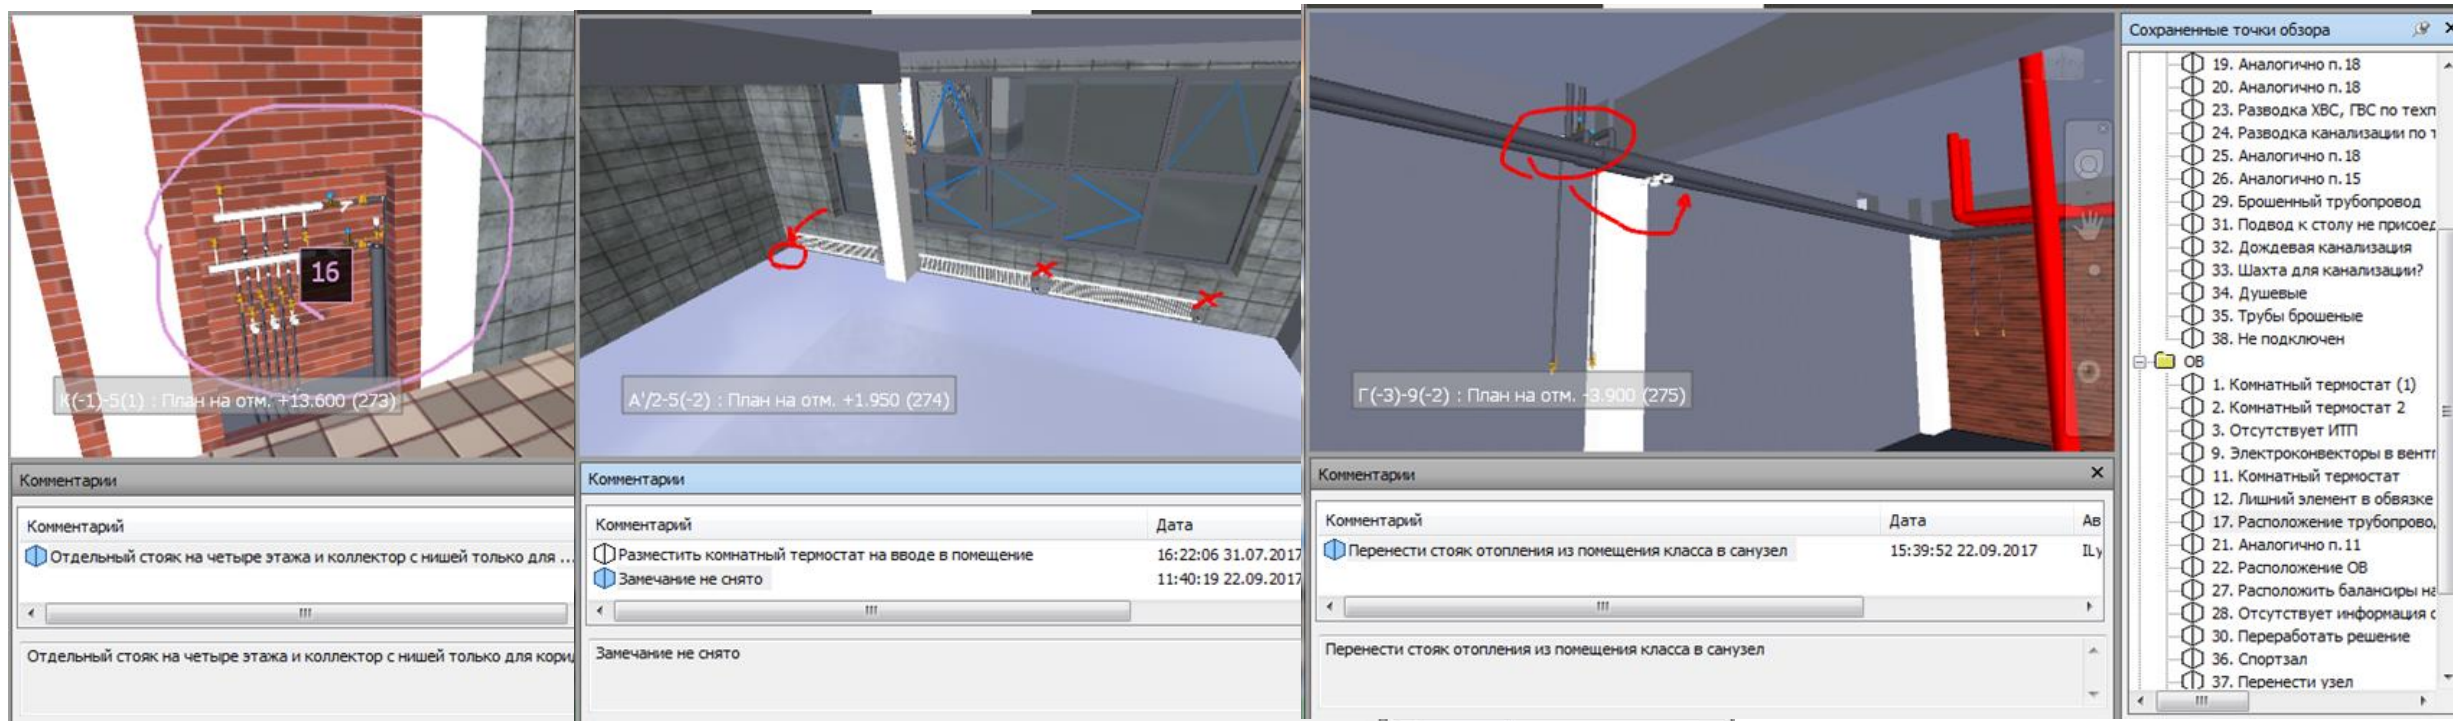 16
К(-1)-5(1) : План на отм. +13.600 (273)
Комментарии
Комментарий
Отдельный стояк на четыре этажа и коллектор с нишей только для ...
Отдельный стояк на четыре этажа и коллектор с нишей только для
А'/2-5(-2) : План на отм. +1.950 (274)
Комментарии
Комментарий Дата
Разместить комнатный термостат на вводе в помещение 16:22:06 31.07.2017
Замечание не снято 11:40:19 22.09.2017
Замечание не снято
Г(-3)-9(-2) : План на отм. -3.900 (275)
Комментарии
Комментарий Дата Ав
Перенести стояк отопления из помещения класса в санузел 15:39:52 22.09.2017 ILy
Перенести стояк отопления из помещения класса в санузел
Сохраненные точки обзора
19. Аналогично п.18
20. Аналогично п.18
23. Разводка ХВС, ГВС по техп
24. Разводка канализации по т
25. Аналогично п.18
26. Аналогично п.15
29. Брошенный трубопровод
31. Подвод к столу не присоед
32. Дождевая канализация
33. Шахта для канализации?
34. Душевые
35. Трубы брошеные
38. Не подключен
ОВ
1. Комнатный термостат (1)
2. Комнатный термостат 2
3. Отсутствует ИТП
9. Электроконвекторы в вент
11. Комнатный термостат
12. Лишний элемент в обвязке
17. Расположение трубопрово
21. Аналогично п.11
22. Расположение ОВ
27. Расположить балансиры на
28. Отсутствует информация с
30. Переработать решение
36. Спортзал
37. Перенести узел